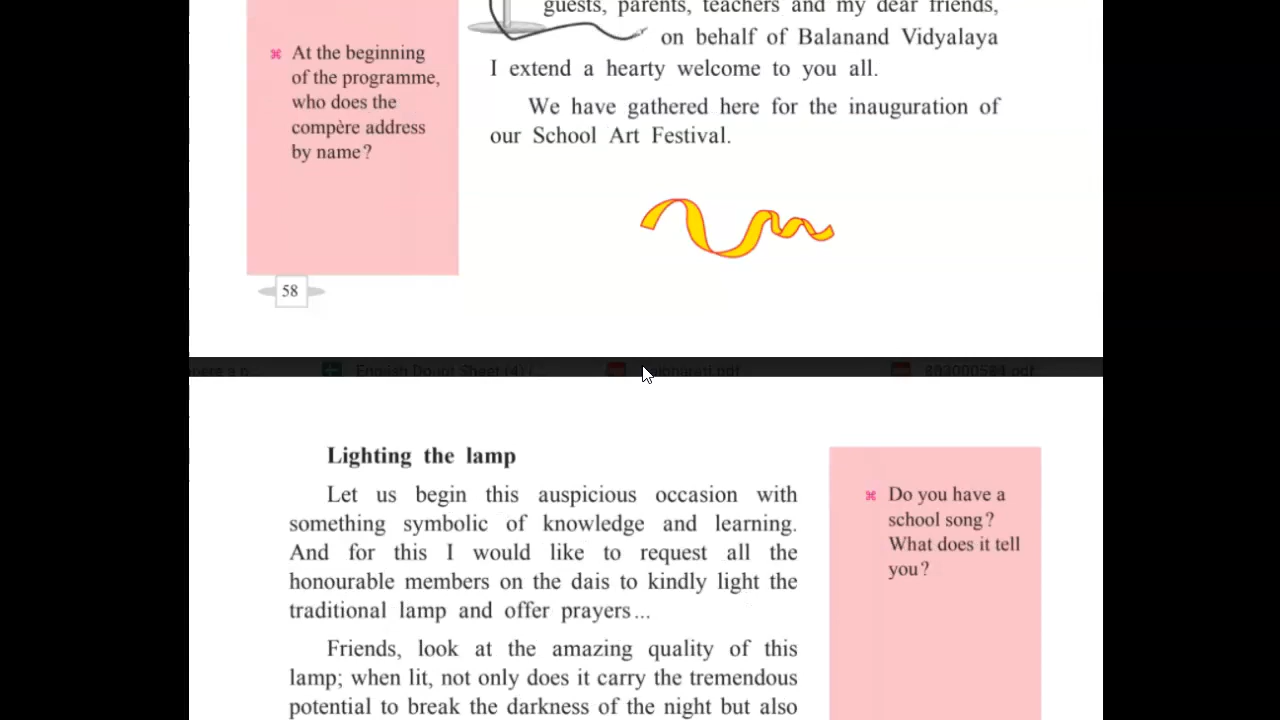 guests, parents, teachers and my dear friends,
on behalf of Balanand Vidyalaya
I extend a hearty welcome to you all.
We have gathered here for the inauguration of
our School Art Festival.
⌘ At the beginning
of the programme,
who does the
compère address
by name?
58
English Doubt Sheet (4) (...
Lighting the lamp
Let us begin this auspicious occasion with
something symbolic of knowledge and learning.
And for this I would like to request all the
honourable members on the dais to kindly light the
traditional lamp and offer prayers...
Friends, look at the amazing quality of this
lamp; when lit, not only does it carry the tremendous
potential to break the darkness of the night but also
⌘ Do you have a
school song?
What does it tell
you?